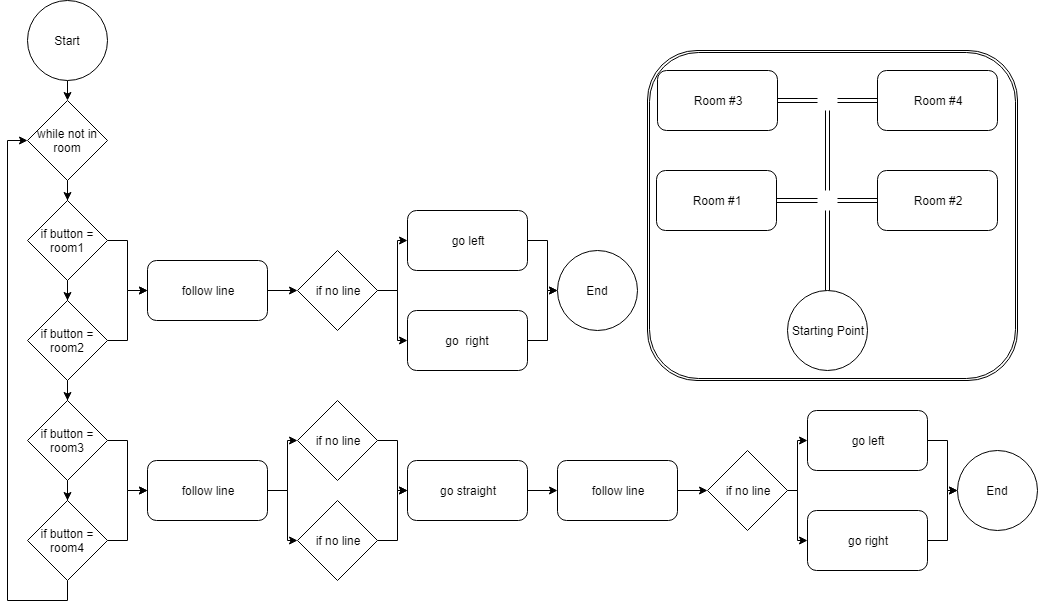 Start
while not in
room
if button =
room1
if button =
room2
follow line
if no line
go left
go  right
End
if button =
room3
if button =
room4
follow line
if no line
if no line
go straight
follow line
if no line
go left
go right
End
Room #3
Room #4
Room #1
Room #2
Starting Point